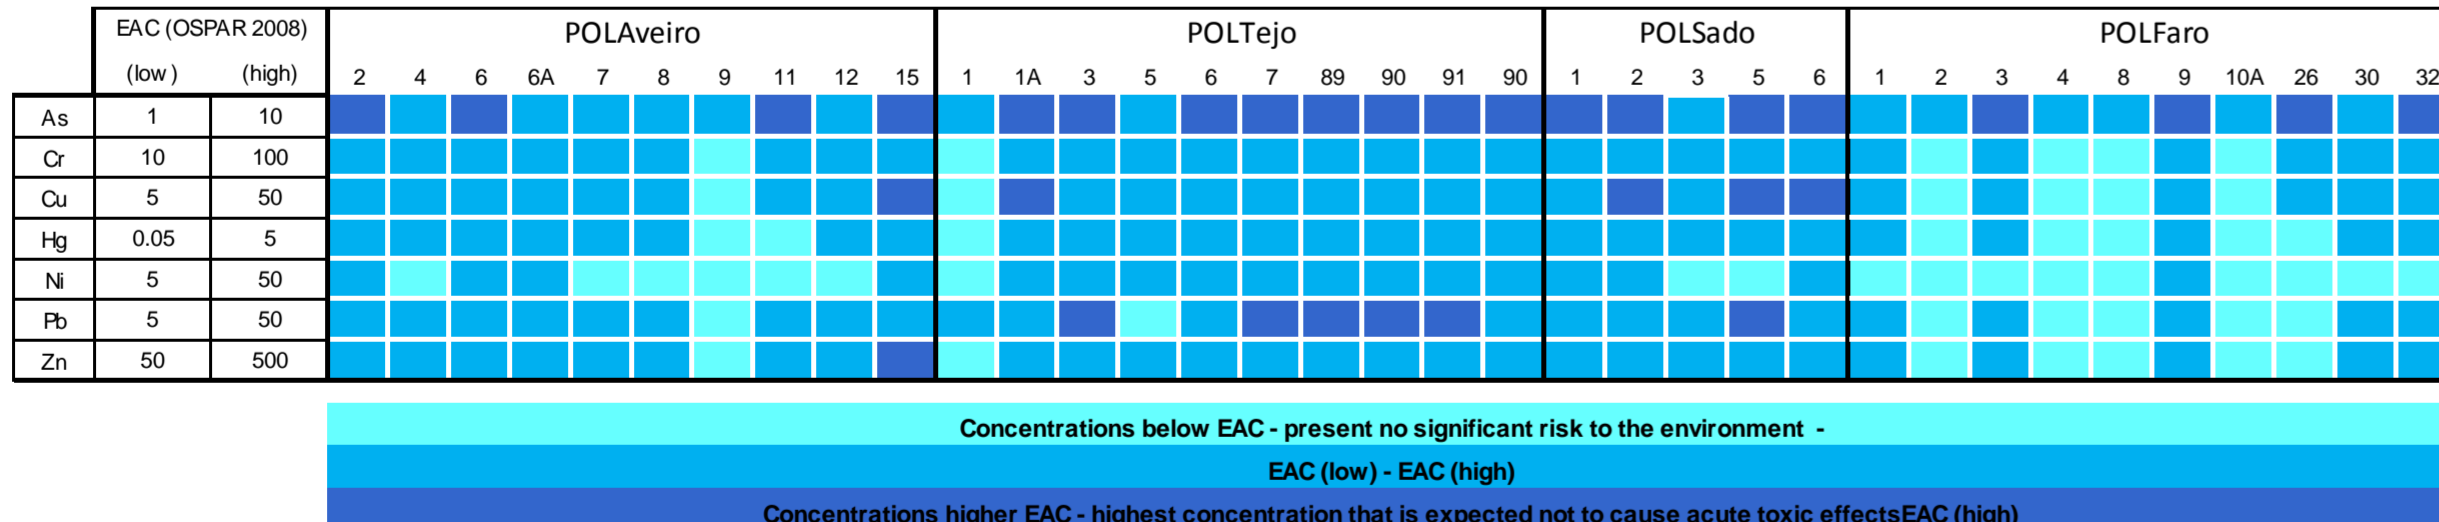 EAC (OSPAR 2008) POLAveiro POLTejo POLSado POLFaro
(low) (high) 2 4 6 6A 7 8 9 11 12 15 1 1A 3 5 6 7 89 90 91 90 1 2 3 5 6 1 2 3 4 8 9 10A 26 30 32
As 1 10
Cr 10 100
Cu 5 50
Hg 0.05 5
Ni 5 50
Pb 5 50
Zn 50 500
Concentrations below EAC - present no significant risk to the environment -
EAC (low) - EAC (high)
Concentrations higher EAC - highest concentration that is expected not to cause acute toxic effectsEAC (high)